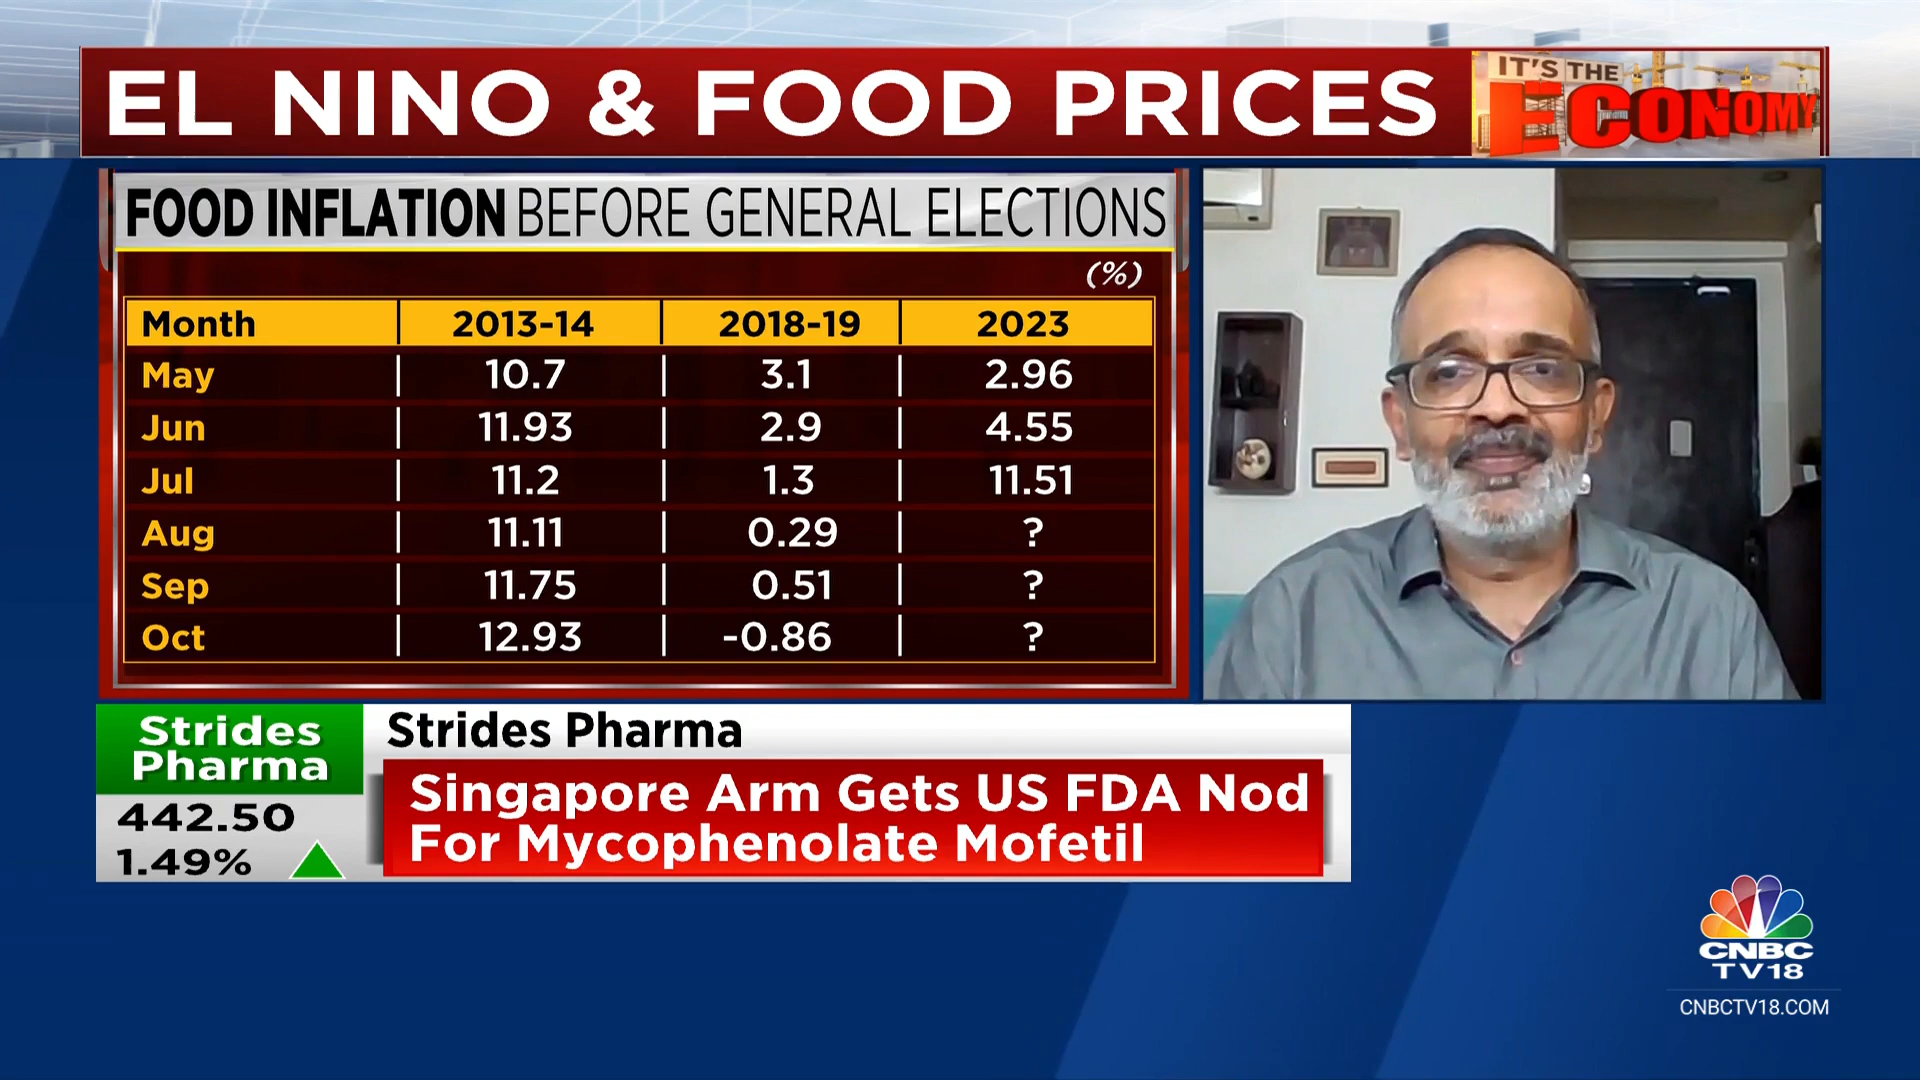 EL NINO & FOOD PRICES
IT'S THE
ECONOMY
FOOD INFLATION BEFORE GENERAL ELECTIONS
(%)
Month 2013-14 2018-19 2023
May 10.7 3.1 2.96
Jun 11.93 2.9 4.55
Jul 11.2 1.3 11.51
Aug 11.11 0.29 ?
Sep 11.75 0.51 ?
Oct 12.93 -0.86 ?
Strides
Pharma
442.50
1.49%
Strides Pharma
Singapore Arm Gets US FDA Nod
For Mycophenolate Mofetil
CNBC
TV18
CNBCTV18.COM